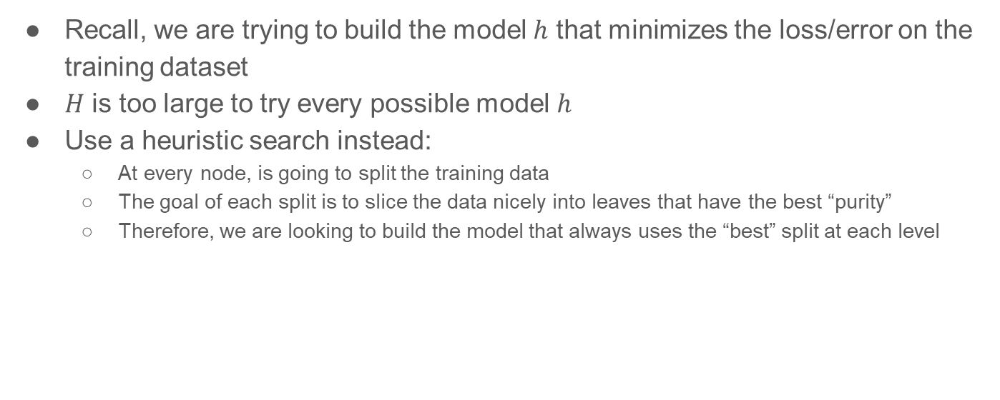 ● Recall, we are trying to build the model ℎ that minimizes the loss/error on the
training dataset
● 𝐻 is too large to try every possible model ℎ
● Use a heuristic search instead:
○ At every node, is going to split the training data
○ The goal of each split is to slice the data nicely into leaves that have the best “purity”
○ Therefore, we are looking to build the model that always uses the “best” split at each level